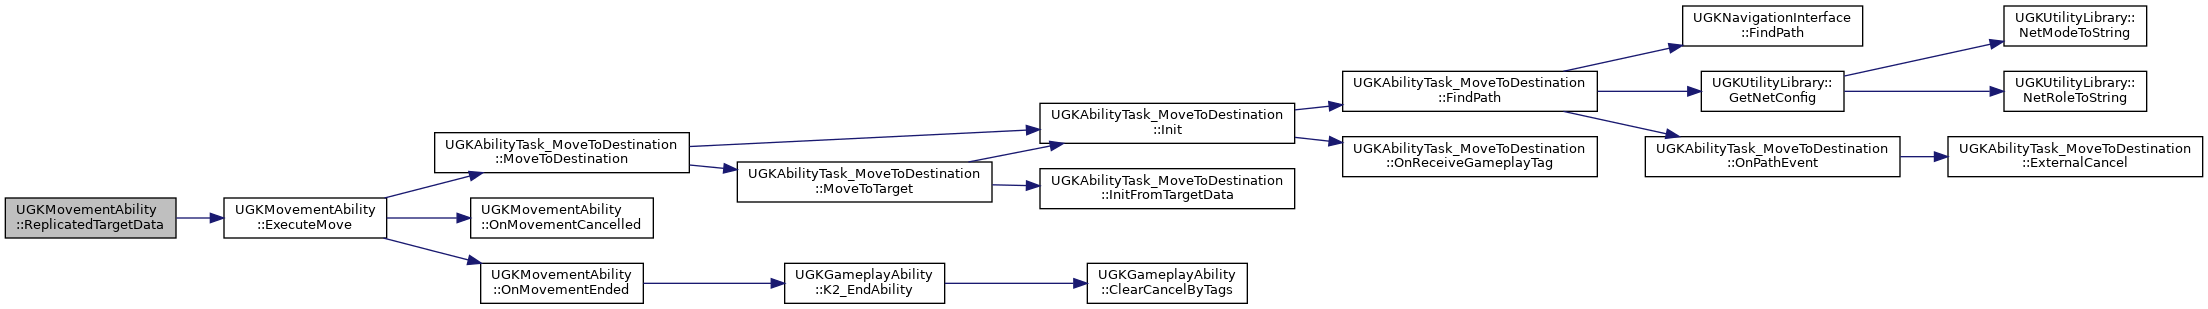 UGKMovementAbility
::ReplicatedTargetData
UGKMovementAbility
::ExecuteMove
UGKAbilityTask_MoveToDestination
::MoveToDestination
UGKMovementAbility
::OnMovementCancelled
UGKMovementAbility
::OnMovementEnded
UGKAbilityTask_MoveToDestination
::MoveToTarget
UGKGameplayAbility
::K2_EndAbility
UGKAbilityTask_MoveToDestination
::Init
UGKAbilityTask_MoveToDestination
::InitFromTargetData
UGKGameplayAbility
::ClearCancelByTags
UGKAbilityTask_MoveToDestination
::FindPath
UGKAbilityTask_MoveToDestination
::OnReceiveGameplayTag
UGKNavigationInterface
::FindPath
UGKUtilityLibrary::
GetNetConfig
UGKAbilityTask_MoveToDestination
::OnPathEvent
UGKUtilityLibrary::
NetModeToString
UGKUtilityLibrary::
NetRoleToString
UGKAbilityTask_MoveToDestination
::ExternalCancel